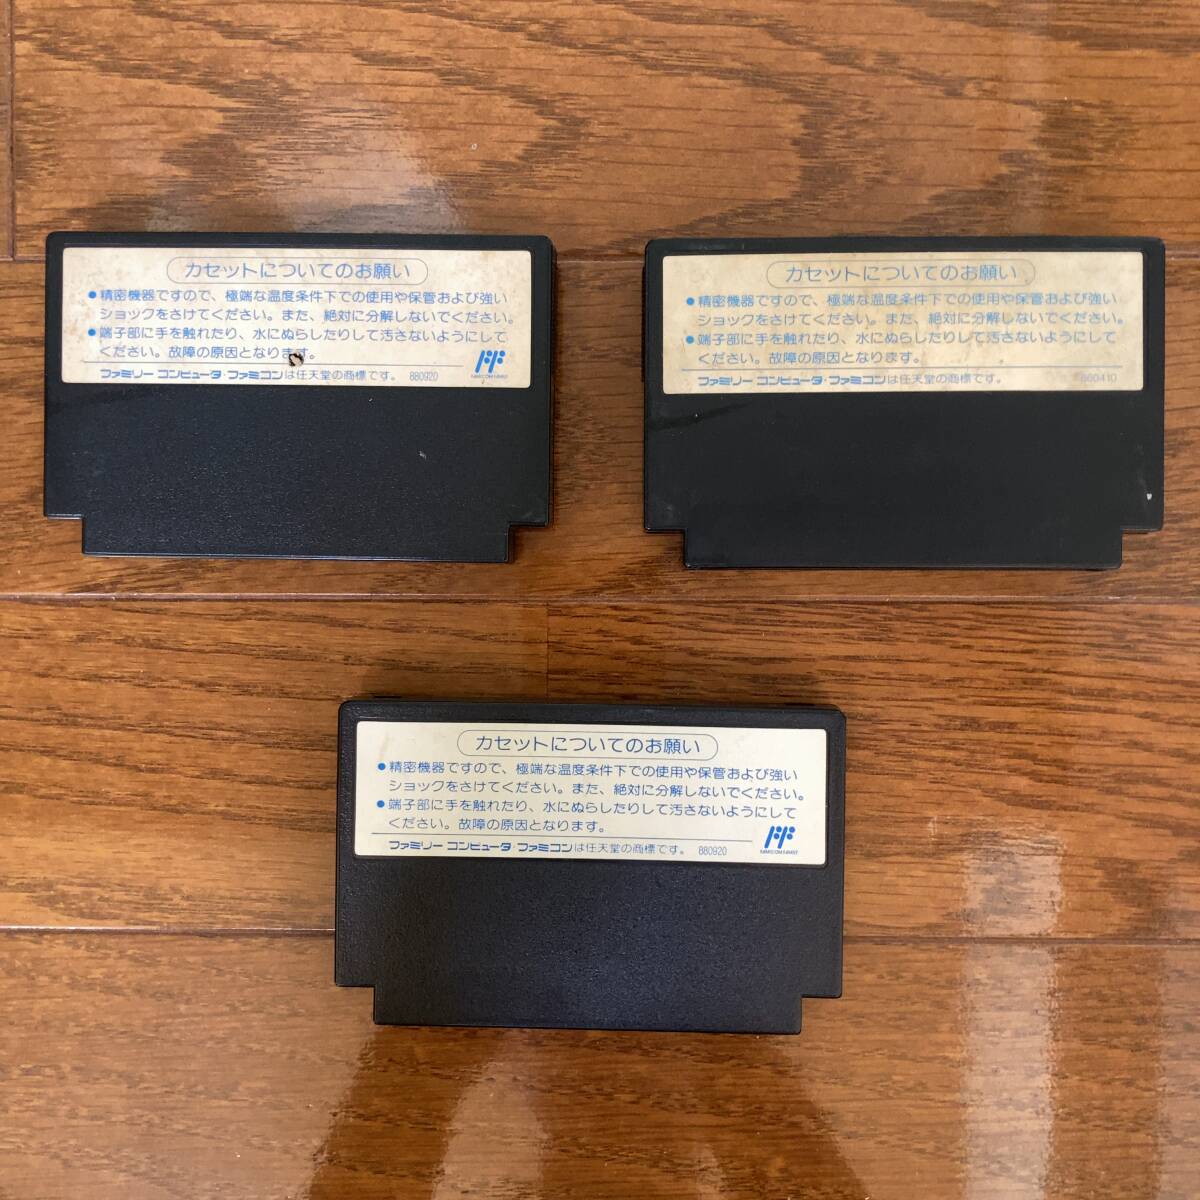 カセットについてのお願い
●精密機器ですので、極端な温度条件下での使用や保管および強い
ショックをさけてください。また、絶対に分解しないでください。
●端子部に手を触れたり、水にぬらしたりして汚さないようにして
ください。故障の原因となります。
ファミリー コンピュータ・ファミコンは任天堂の商標です。 880920
FAMICOM FAMILY
カセットについてのお願い
●精密機器ですので、極端な温度条件下での使用や保管および強い
ショックをさけてください。また、絶対に分解しないでください。
●端子部に手を触れたり、水にぬらしたりして汚さないようにして
ください。故障の原因となります。
ファミリー コンピュータ・ファミコンは任天堂の商標です。 860410
カセットについてのお願い
●精密機器ですので、極端な温度条件下での使用や保管および強い
ショックをさけてください。また、絶対に分解しないでください。
●端子部に手を触れたり、水にぬらしたりして汚さないようにして
ください。故障の原因となります。
ファミリー コンピュータ・ファミコンは任天堂の商標です。 880920
FAMICOM FAMILY